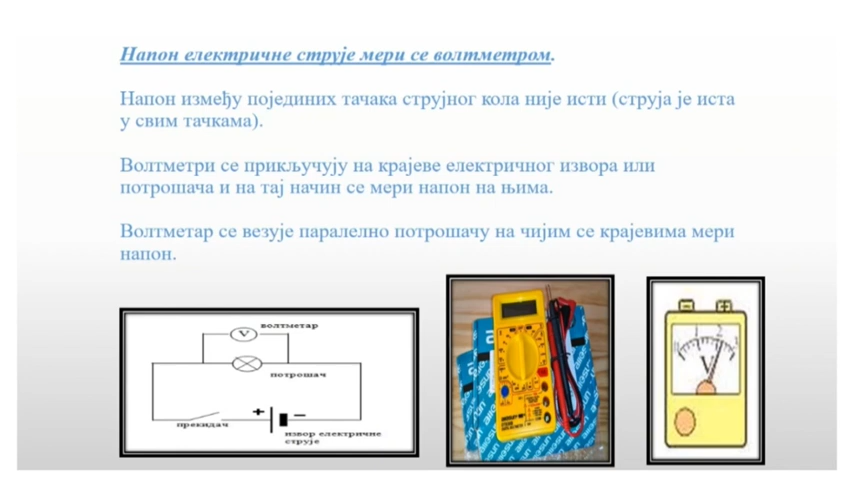 Напон електричне струје мери се волтметром.
Напон између појединих тачака струјног кола није исти (струја је иста
у свим тачкама).
Волтметри се прикључују на крајеве електричног извора или
потрошача и на тај начин се мери напон на њима.
Волтметар се везује паралелно потрошачу на чијим се крајевима мери
напон.
волтметар
V
потрошач
+ –
прекидач
извор електричне
струје
– +
1 2
V